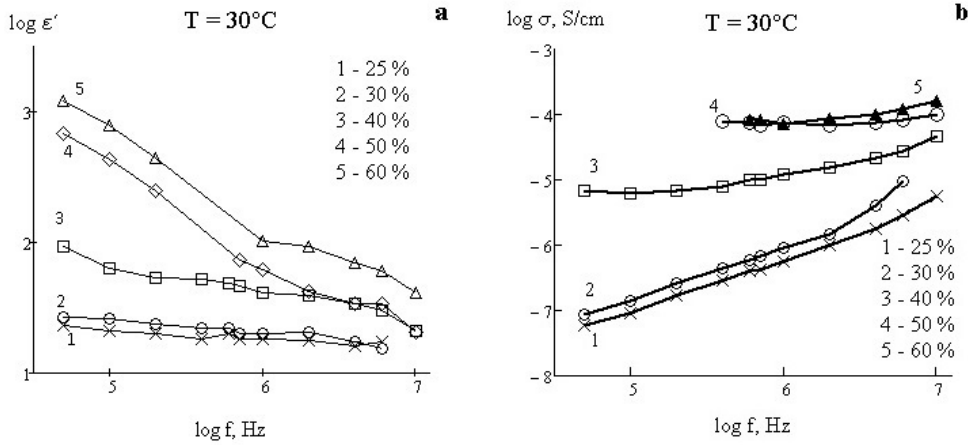 log ε′
T = 30°C
a
1 - 25 %
2 - 30 %
3 - 40 %
4 - 50 %
5 - 60 %
3
2
1
5
4
3
2
1
5
6
7
log f, Hz
log σ, S/cm
T = 30°C
b
– 3
– 4
– 5
– 6
– 7
– 8
5
4
3
2
1
1 - 25 %
2 - 30 %
3 - 40 %
4 - 50 %
5 - 60 %
5
6
7
log f, Hz